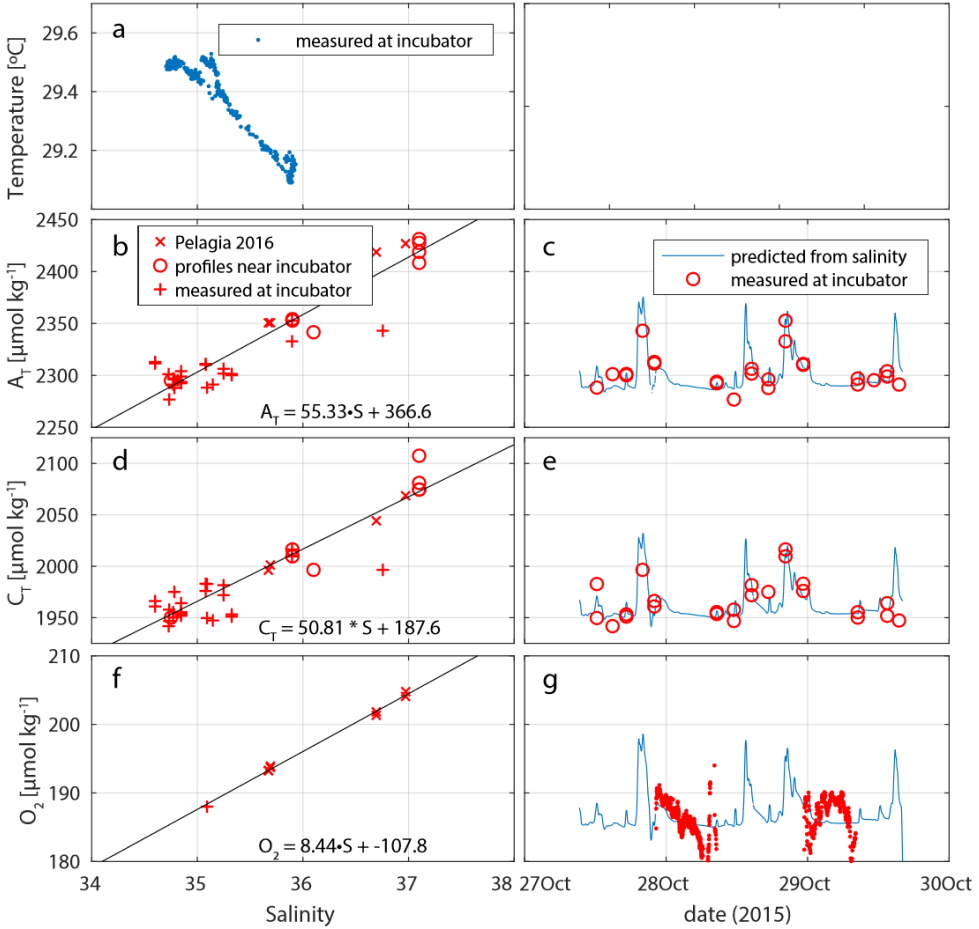 a
measured at incubator
Temperature [ºC]
29.6
29.4
29.2
b
Pelagia 2016
profiles near incubator
measured at incubator
A_T [µmol kg⁻¹]
2450
2400
2350
2300
2250
A_T = 55.33•S + 366.6
c
predicted from salinity
measured at incubator
d
C_T [µmol kg⁻¹]
2100
2050
2000
1950
C_T = 50.81 * S + 187.6
e
f
O₂ [µmol kg⁻¹]
210
200
190
180
O₂ = 8.44•S + -107.8
g
34 35 36 37 38
Salinity
27Oct 28Oct 29Oct 30Oct
date (2015)